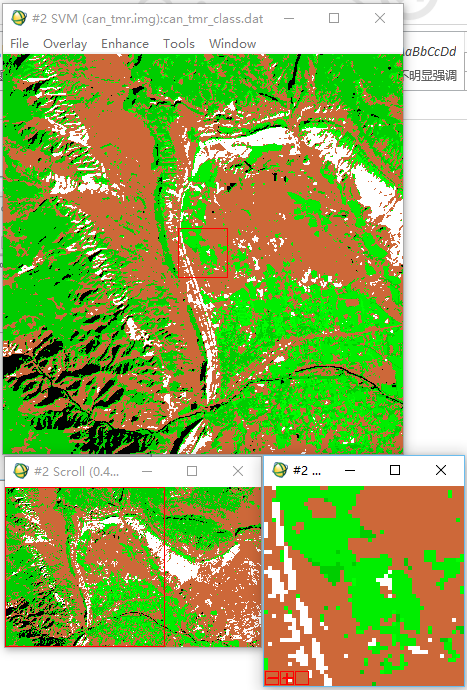 #2 SVM (can_tmr.img):can_tmr_class.dat
File Overlay Enhance Tools Window
AaBbCcDd
不明显强调
#2 Scroll (0.4...
#2 ...